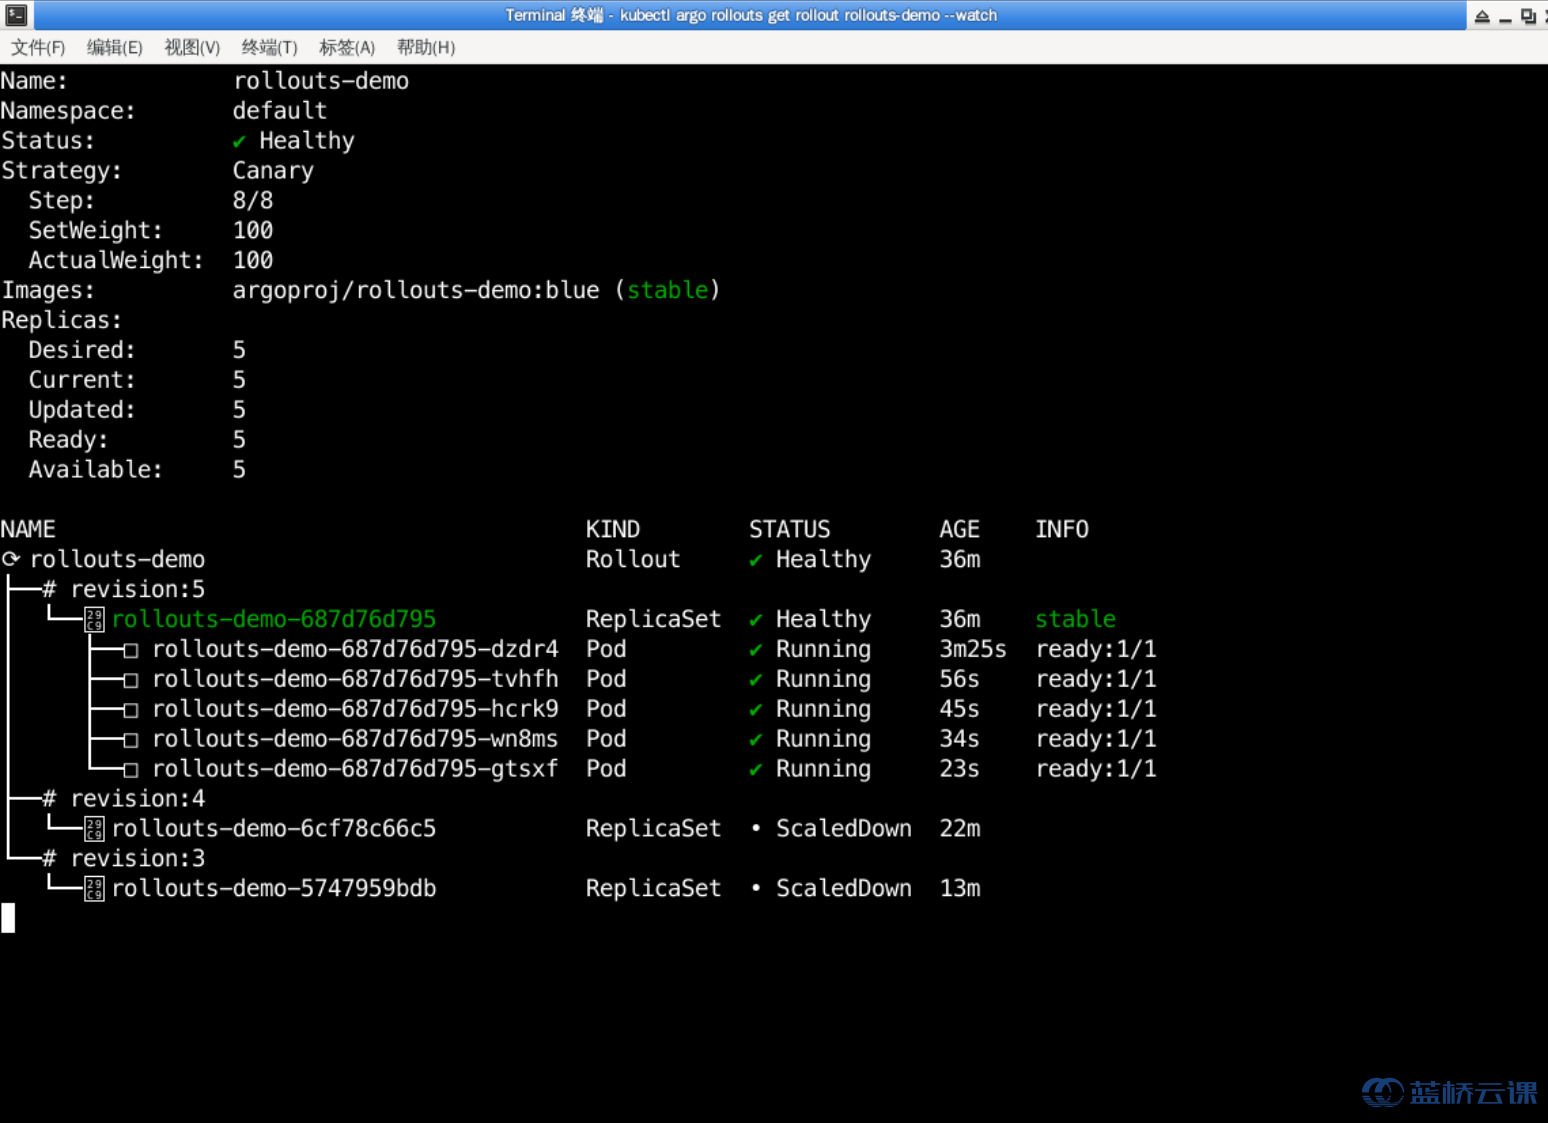 Terminal 终端 - kubectl argo rollouts get rollout rollouts-demo --watch
文件(F) 编辑(E) 视图(V) 终端(T) 标签(A) 帮助(H)
Name: rollouts-demo
Namespace: default
Status: ✔ Healthy
Strategy: Canary
Step: 8/8
SetWeight: 100
ActualWeight: 100
Images: argoproj/rollouts-demo:blue (stable)
Replicas:
Desired: 5
Current: 5
Updated: 5
Ready: 5
Available: 5
NAME KIND STATUS AGE INFO
⟳ rollouts-demo Rollout ✔ Healthy 36m
├──# revision:5
└──⧉ rollouts-demo-687d76d795 ReplicaSet ✔ Healthy 36m stable
├──□ rollouts-demo-687d76d795-dzdr4 Pod ✔ Running 3m25s ready:1/1
├──□ rollouts-demo-687d76d795-tvhfh Pod ✔ Running 56s ready:1/1
├──□ rollouts-demo-687d76d795-hcrk9 Pod ✔ Running 45s ready:1/1
├──□ rollouts-demo-687d76d795-wn8ms Pod ✔ Running 34s ready:1/1
└──□ rollouts-demo-687d76d795-gtsxf Pod ✔ Running 23s ready:1/1
├──# revision:4
└──⧉ rollouts-demo-6cf78c66c5 ReplicaSet • ScaledDown 22m
└──# revision:3
└──⧉ rollouts-demo-5747959bdb ReplicaSet • ScaledDown 13m
蓝桥云课